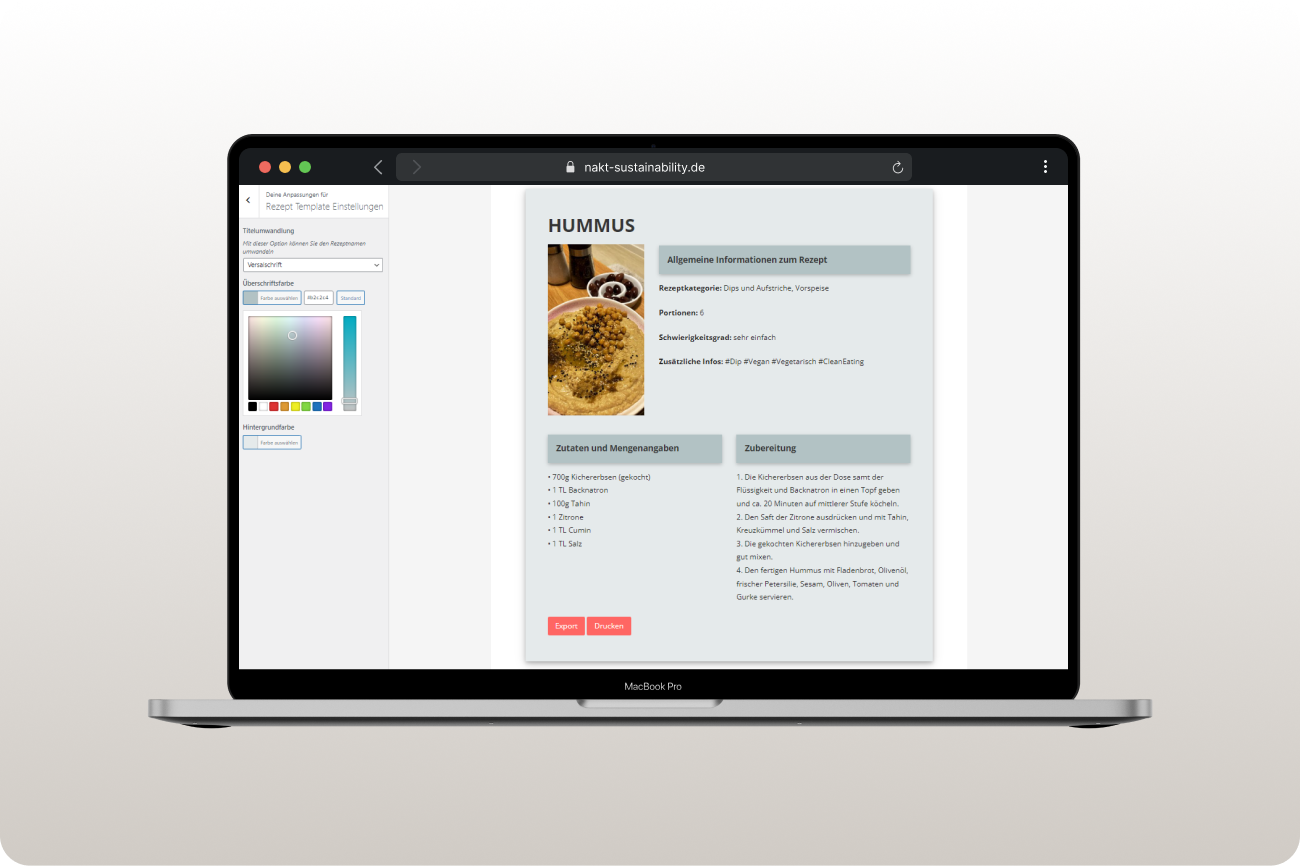 nakt-sustainability.de
Deine Anpassungen für
Rezept Template Einstellungen
Titelumwandlung
Mit dieser Option können Sie den Rezeptnamen
umwandeln
Versalschrift
Überschriftsfarbe
Farbe auswählen
#b2c2c4
Standard
Hintergrundfarbe
Farbe auswählen
HUMMUS
Allgemeine Informationen zum Rezept
Rezeptkategorie: Dips und Aufstriche, Vorspeise
Portionen: 6
Schwierigkeitsgrad: sehr einfach
Zusätzliche Infos: #Dip #Vegan #Vegetarisch #CleanEating
Zutaten und Mengenangaben
• 700g Kichererbsen (gekocht)
• 1 TL Backnatron
• 100g Tahin
• 1 Zitrone
• 1 TL Cumin
• 1 TL Salz
Zubereitung
1. Die Kichererbsen aus der Dose samt der
Flüssigkeit und Backnatron in einen Topf geben
und ca. 20 Minuten auf mittlerer Stufe köcheln.
2. Den Saft der Zitrone ausdrücken und mit Tahin,
Kreuzkümmel und Salz vermischen.
3. Die gekochten Kichererbsen hinzugeben und
gut mixen.
4. Den fertigen Hummus mit Fladenbrot, Olivenöl,
frischer Petersilie, Sesam, Oliven, Tomaten und
Gurke servieren.
Export
Drucken
MacBook Pro